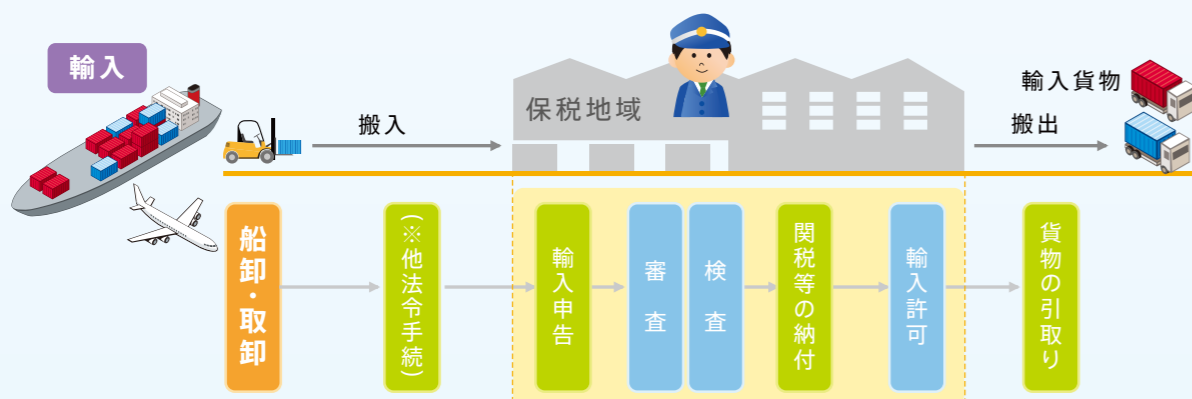 輸入
搬入
保税地域
輸入貨物
搬出
船卸・取卸
（※他法令手続）
輸入申告
審査
検査
関税等の納付
輸入許可
貨物の引取り